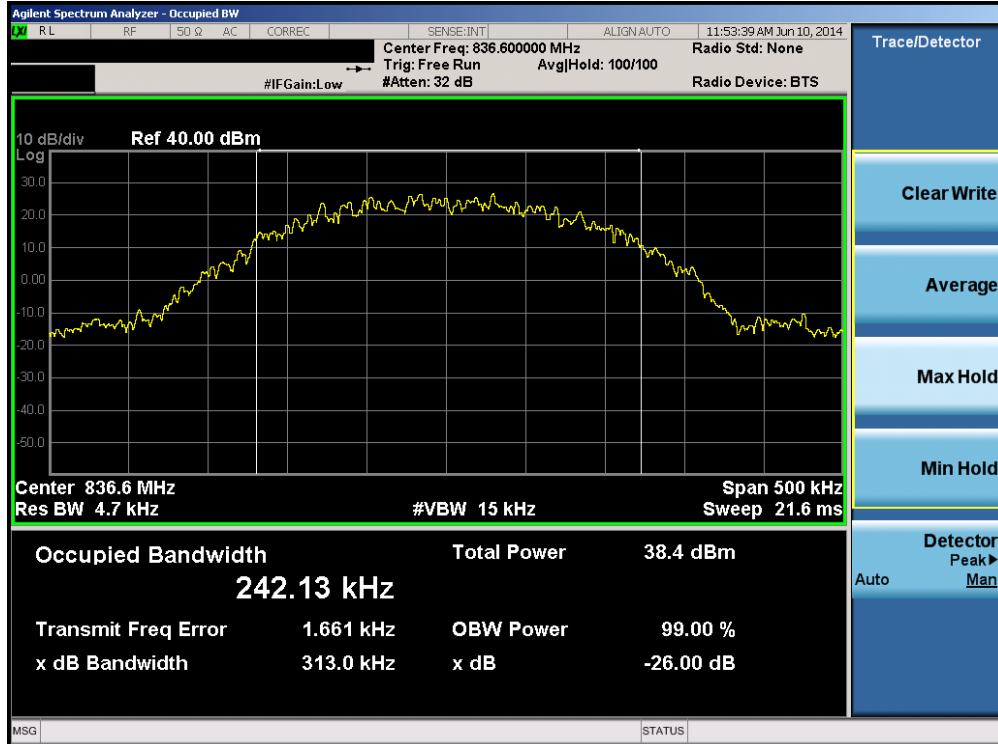 Agilent Spectrum Analyzer - Occupied BW
LXI RL RF 50 Ω AC CORREC SENSE:INT ALIGN AUTO 11:53:39 AM Jun 10, 2014
Center Freq: 836.600000 MHz Radio Std: None
Trig: Free Run Avg|Hold: 100/100
#IFGain:Low #Atten: 32 dB Radio Device: BTS
10 dB/div Ref 40.00 dBm
Log
30.0
20.0
10.0
0.00
-10.0
-20.0
-30.0
-40.0
-50.0
Center 836.6 MHz Span 500 kHz
Res BW 4.7 kHz #VBW 15 kHz Sweep 21.6 ms
Occupied Bandwidth Total Power 38.4 dBm
242.13 kHz
Transmit Freq Error 1.661 kHz OBW Power 99.00 %
x dB Bandwidth 313.0 kHz x dB -26.00 dB
MSG STATUS
Trace/Detector
Clear Write
Average
Max Hold
Min Hold
Detector
Peak▶
Auto Man